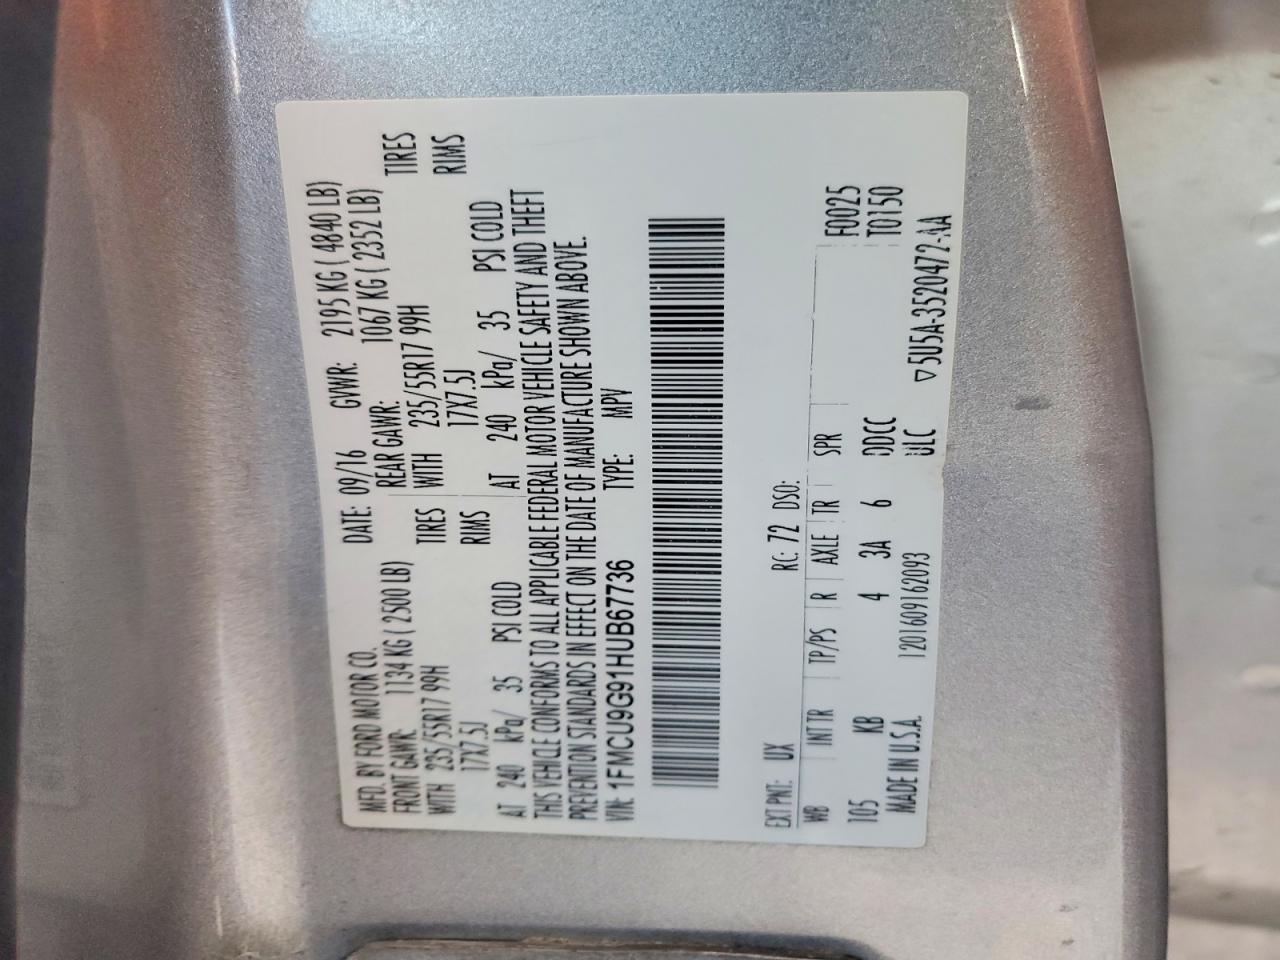 MFD. BY FORD MOTOR CO. DATE: 09/16 GVWR: 2195 KG ( 4840 LB)
FRONT GAWR: 1134 KG ( 2500 LB) REAR GAWR: 1067 KG ( 2352 LB)
WITH 235/55R17 99H TIRES WITH 235/55R17 99H TIRES
17X7.5J RIMS 17X7.5J RIMS
AT 240 kPa/ 35 PSI COLD AT 240 kPa/ 35 PSI COLD
THIS VEHICLE CONFORMS TO ALL APPLICABLE FEDERAL MOTOR VEHICLE SAFETY AND THEFT
PREVENTION STANDARDS IN EFFECT ON THE DATE OF MANUFACTURE SHOWN ABOVE.
VIN: 1FMCU9G91HUB67736 TYPE: MPV
EXT PNT: UX RC: 72 DSO:
WB INT TR TP/PS R AXLE TR SPR F0025
105 KB 4 3A 6 DDCC T0150
MADE IN U.S.A. 1201609162093 ULC
▽5U5A-3520472-AA